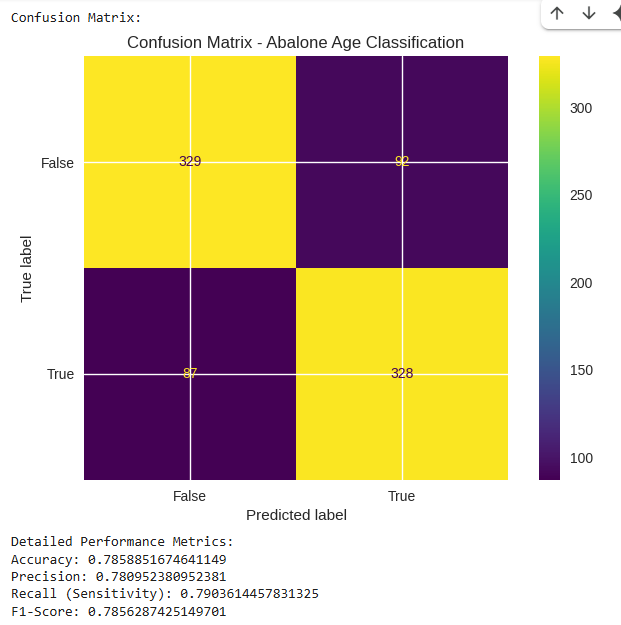 Confusion Matrix:
Confusion Matrix - Abalone Age Classification
329
92
87
328
False
True
True label
False
True
Predicted label
300
250
200
150
100
Detailed Performance Metrics:
Accuracy: 0.7858851674641149
Precision: 0.780952380952381
Recall (Sensitivity): 0.7903614457831325
F1-Score: 0.7856287425149701